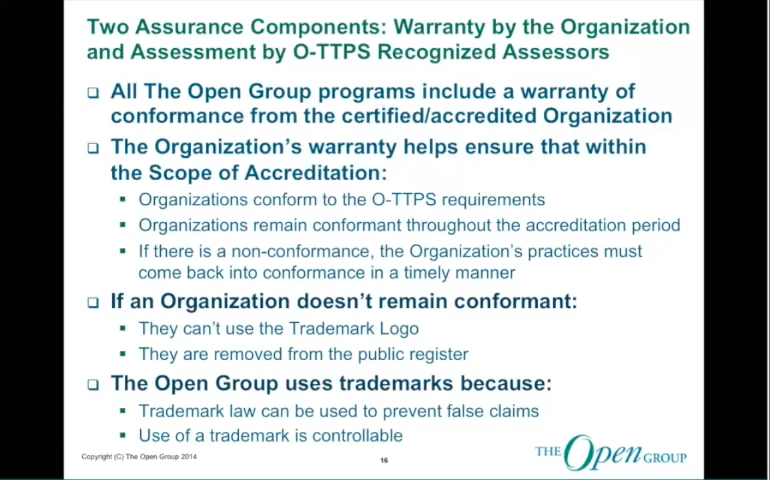 Two Assurance Components: Warranty by the Organization
and Assessment by O-TTPS Recognized Assessors
❑ All The Open Group programs include a warranty of
conformance from the certified/accredited Organization
❑ The Organization's warranty helps ensure that within
the Scope of Accreditation:
▪ Organizations conform to the O-TTPS requirements
▪ Organizations remain conformant throughout the accreditation period
▪ If there is a non-conformance, the Organization's practices must
come back into conformance in a timely manner
❑ If an Organization doesn't remain conformant:
▪ They can't use the Trademark Logo
▪ They are removed from the public register
❑ The Open Group uses trademarks because:
▪ Trademark law can be used to prevent false claims
▪ Use of a trademark is controllable
Copyright (C) The Open Group 2014
16
THE Open GROUP